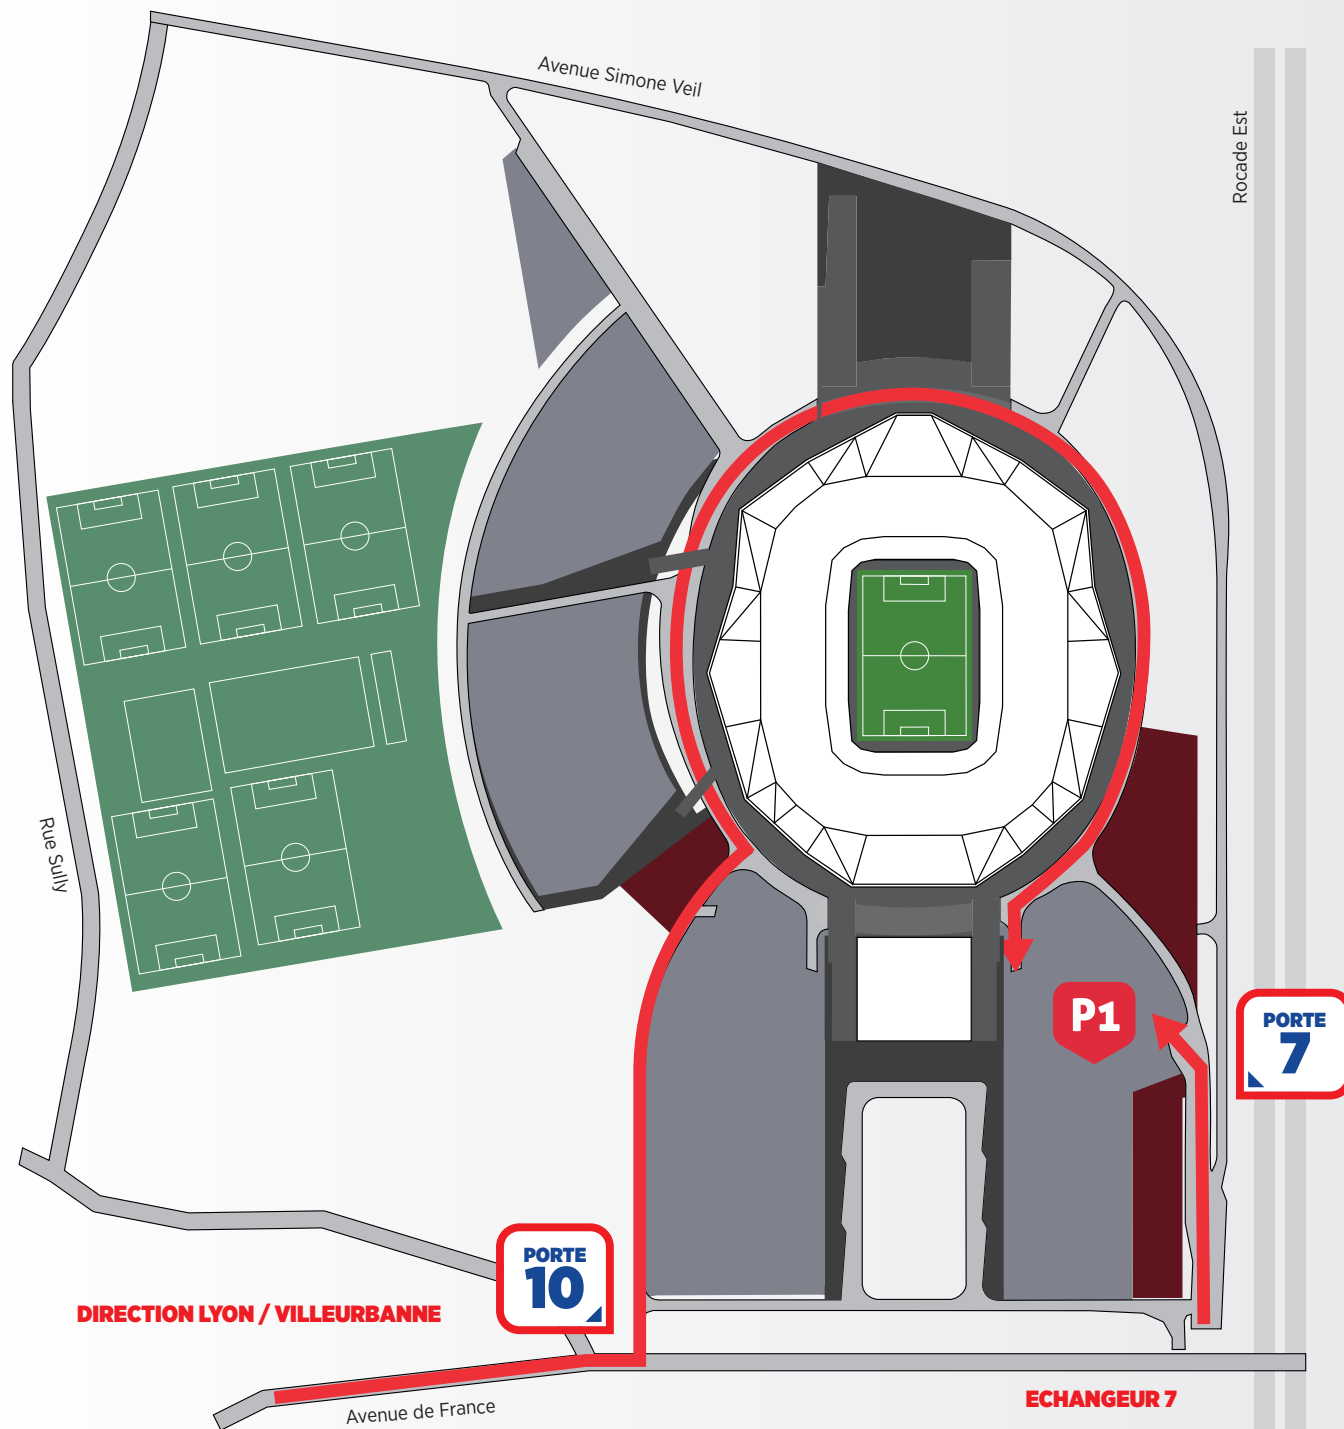 Avenue Simone Veil
Rocade Est
Rue Sully
P1
PORTE
7
PORTE
10
DIRECTION LYON / VILLEURBANNE
ECHANGEUR 7
Avenue de France